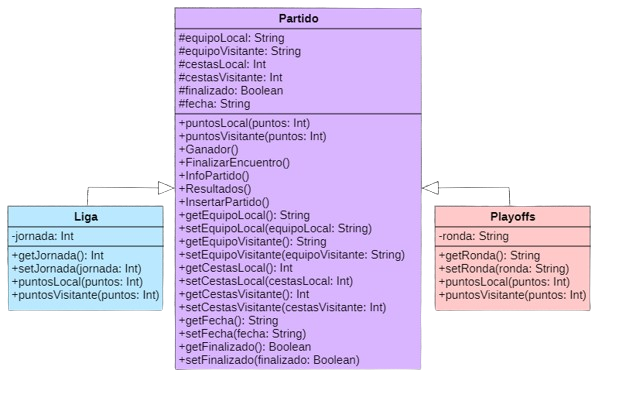 Partido
#equipoLocal: String
#equipoVisitante: String
#cestasLocal: Int
#cestasVisitante: Int
#finalizado: Boolean
#fecha: String
+puntosLocal(puntos: Int)
+puntosVisitante(puntos: Int)
+Ganador()
+FinalizarEncuentro()
+InfoPartido()
+Resultados()
+InsertarPartido()
+getEquipoLocal(): String
+setEquipoLocal(equipoLocal: String)
+getEquipoVisitante(): String
+setEquipoVisitante(equipoVisitante: String)
+getCestasLocal(): Int
+setCestasLocal(cestasLocal: Int)
+getCestasVisitante(): Int
+setCestasVisitante(cestasVisitante: Int)
+getFecha(): String
+setFecha(fecha: String)
+getFinalizado(): Boolean
+setFinalizado(finalizado: Boolean)
Liga
-jornada: Int
+getJornada(): Int
+setJornada(jornada: Int)
+puntosLocal(puntos: Int)
+puntosVisitante(puntos: Int)
Playoffs
-ronda: String
+getRonda(): String
+setRonda(ronda: String)
+puntosLocal(puntos: Int)
+puntosVisitante(puntos: Int)